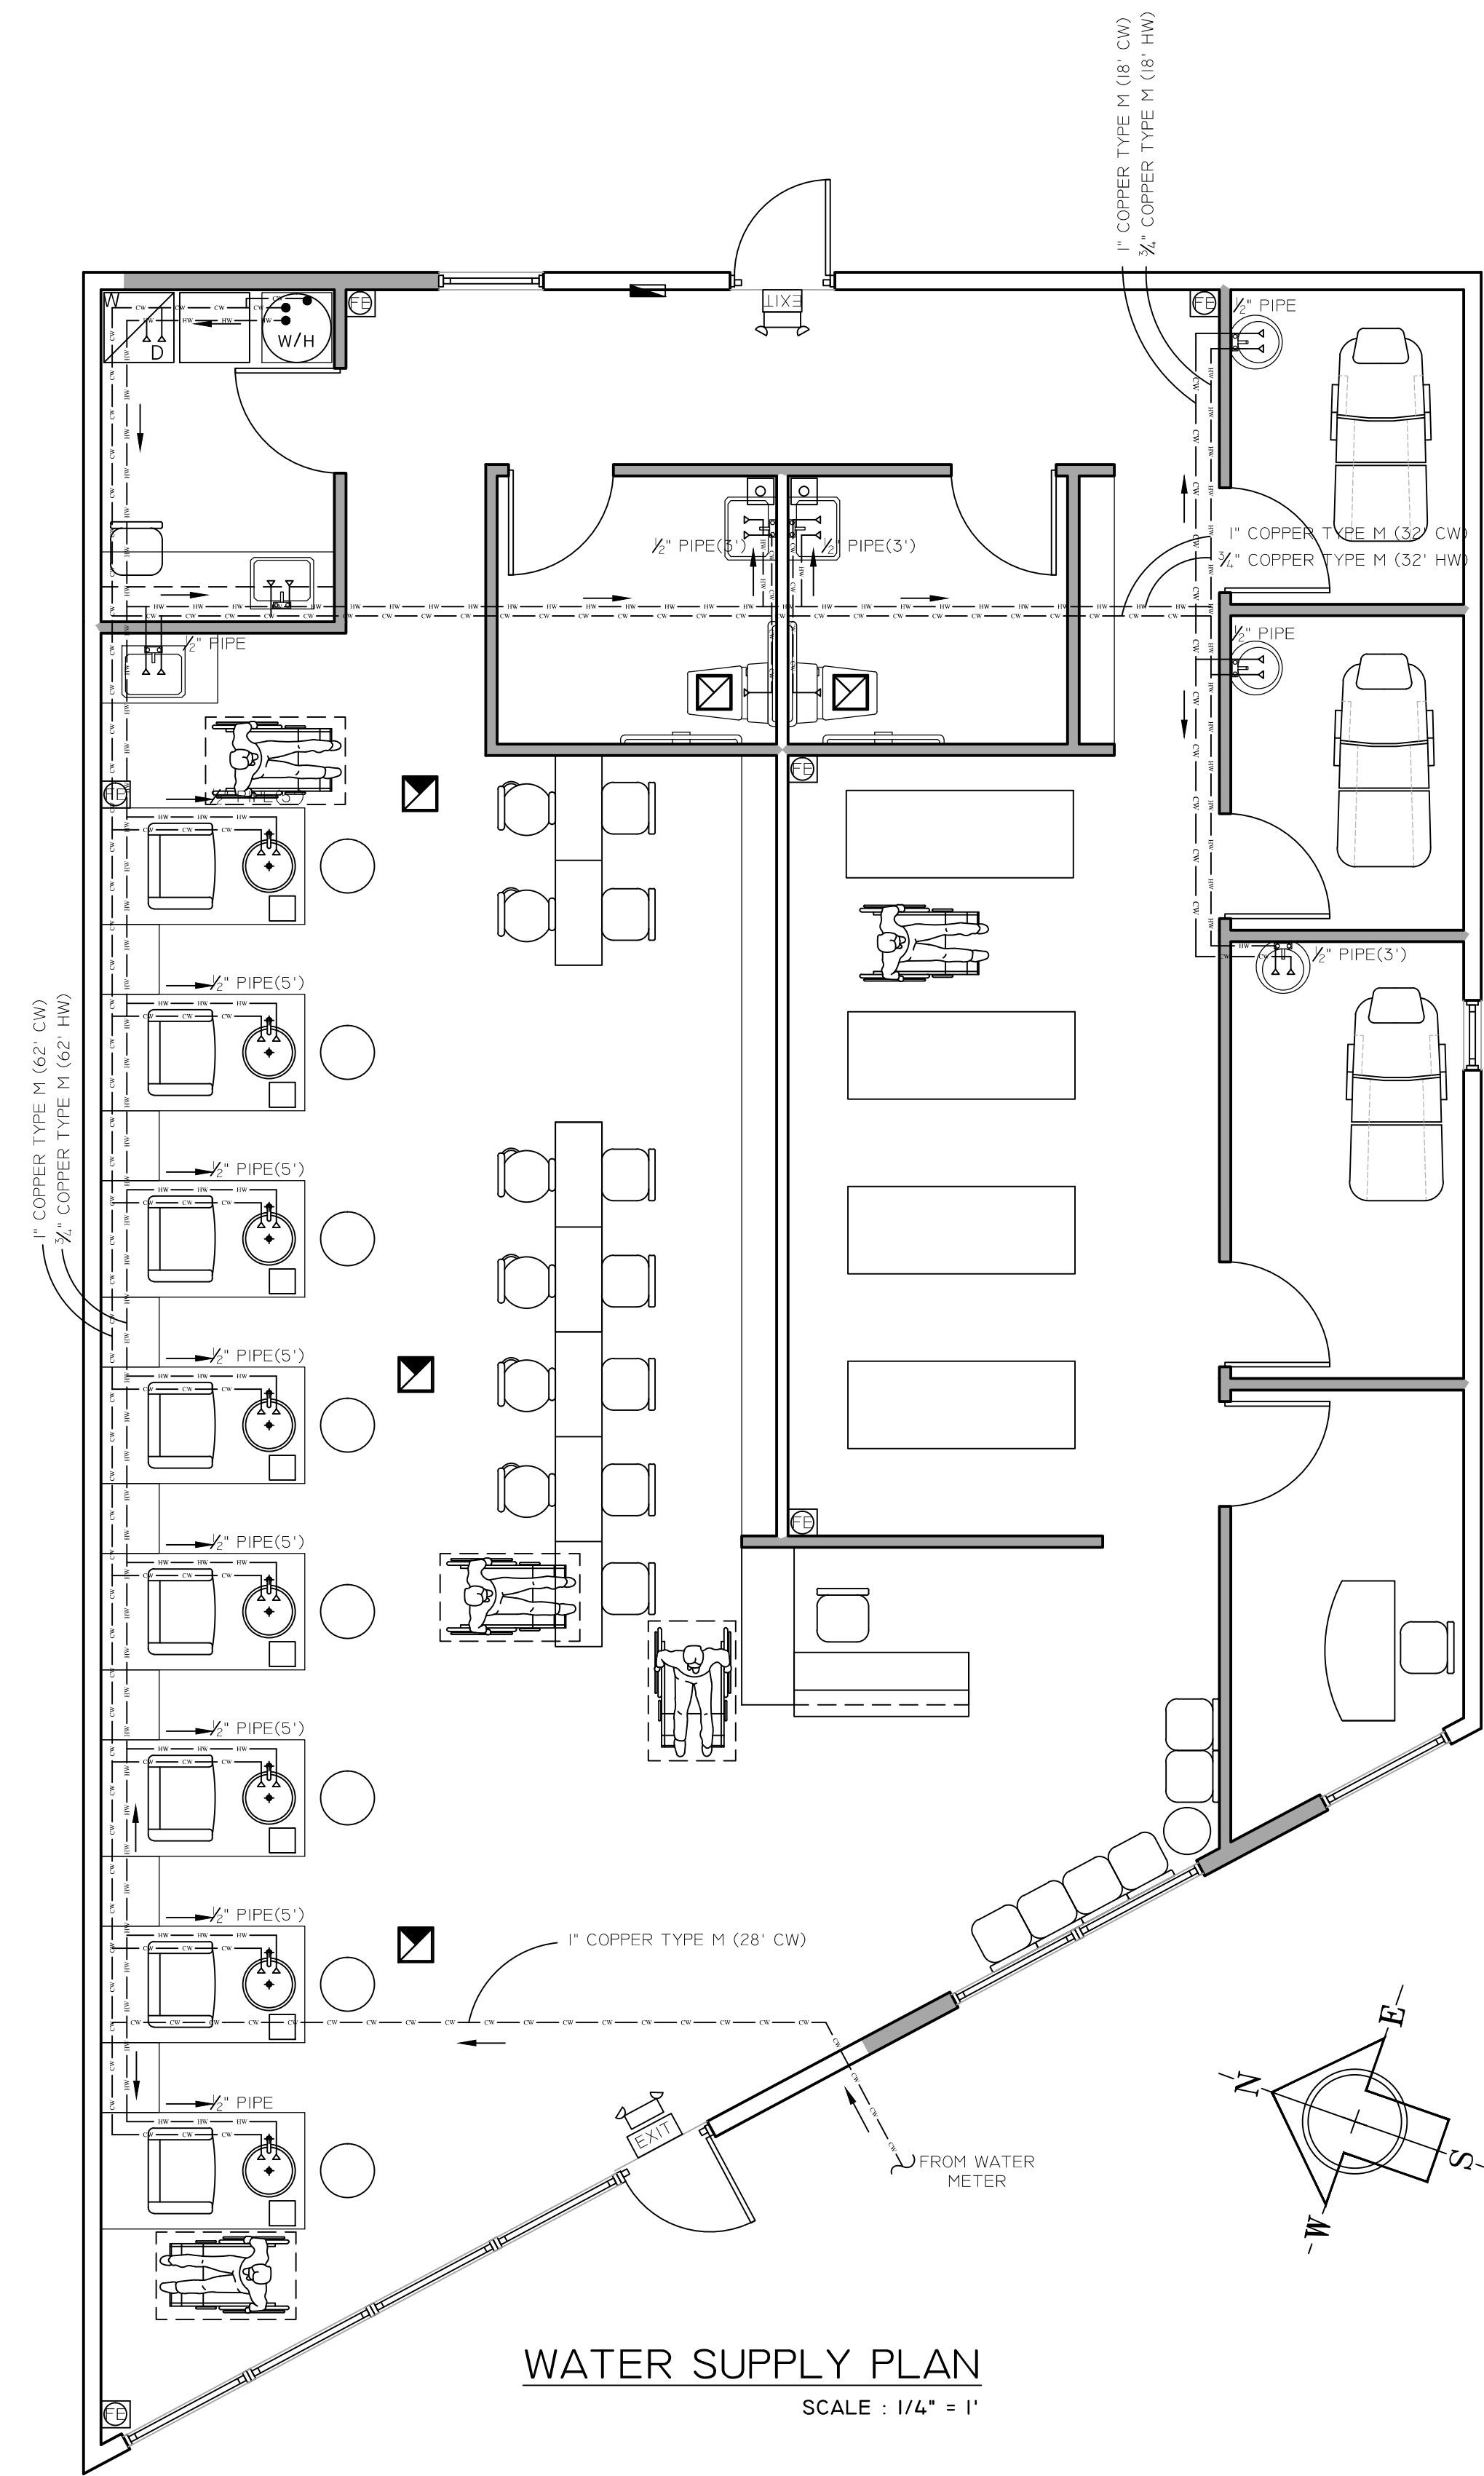 1" COPPER TYPE M (18' CW)
3/4" COPPER TYPE M (18' HW)
EXIT
FE
FE
W
D
W/H
1/2" PIPE
1" COPPER TYPE M (32' CW)
3/4" COPPER TYPE M (32' HW)
1/2" PIPE(3')
1/2" PIPE(3')
1/2" PIPE
1/2" PIPE
FE
FE
1/2" PIPE(3')
1/2" PIPE(5')
1" COPPER TYPE M (62' CW)
3/4" COPPER TYPE M (62' HW)
1/2" PIPE(5')
1/2" PIPE(5')
FE
1/2" PIPE(5')
1/2" PIPE(5')
1/2" PIPE(5')
1" COPPER TYPE M (28' CW)
1/2" PIPE
EXIT
FROM WATER
METER
N
E
S
W
WATER SUPPLY PLAN
SCALE : 1/4" = 1'
FE